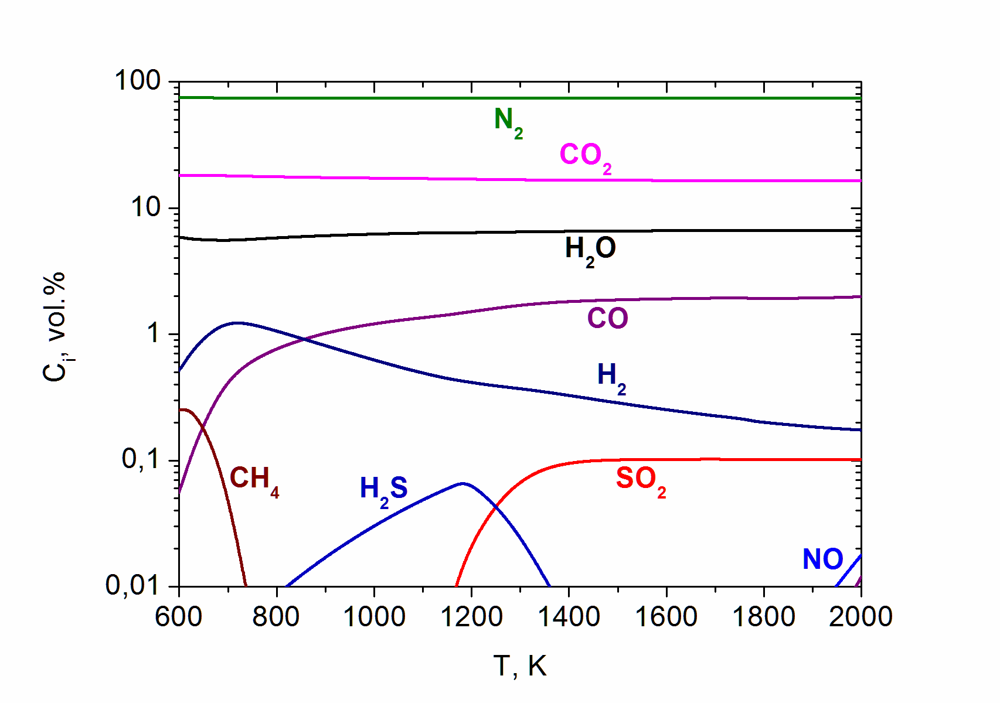 100
N₂
CO₂
10
H₂O
Cᵢ, vol.%
CO
1
H₂
0,1
CH₄
H₂S
SO₂
NO
0,01
600 800 1000 1200 1400 1600 1800 2000
T, K